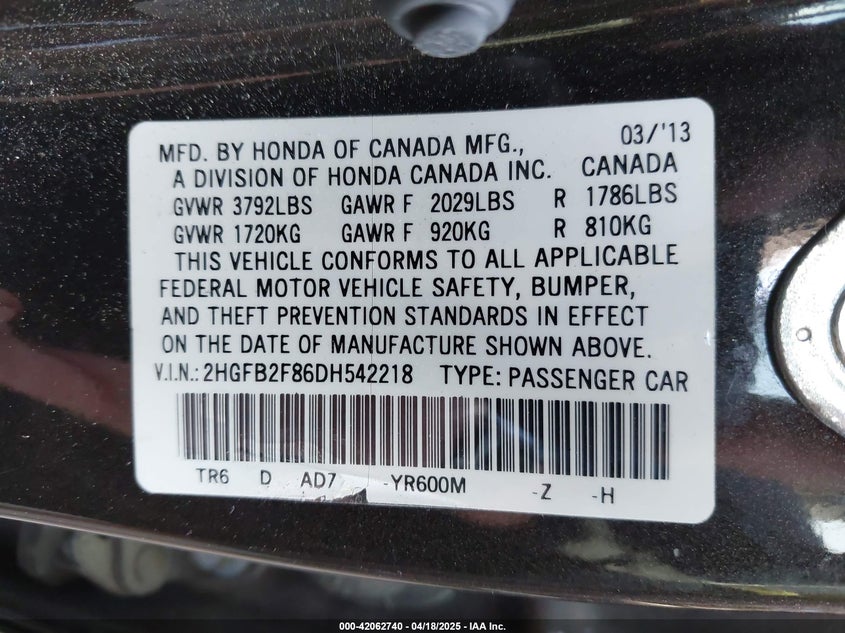 03/'13
MFD. BY HONDA OF CANADA MFG.,
A DIVISION OF HONDA CANADA INC. CANADA
GVWR 3792LBS GAWR F 2029LBS R 1786LBS
GVWR 1720KG GAWR F 920KG R 810KG
THIS VEHICLE CONFORMS TO ALL APPLICABLE
FEDERAL MOTOR VEHICLE SAFETY, BUMPER,
AND THEFT PREVENTION STANDARDS IN EFFECT
ON THE DATE OF MANUFACTURE SHOWN ABOVE.
V.I.N.: 2HGFB2F86DH542218 TYPE: PASSENGER CAR
TR6 D AD7 -YR600M -Z -H
000-42062740 - 04/18/2025 - IAA Inc.